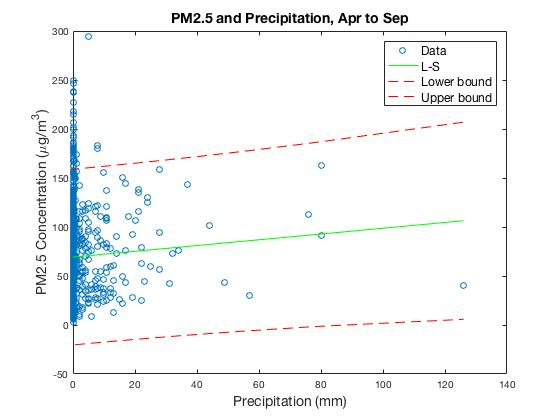 PM2.5 and Precipitation, Apr to Sep
300
250
200
150
100
50
0
-50
PM2.5 Concentration (μg/m³)
Data
L-S
Lower bound
Upper bound
0 20 40 60 80 100 120 140
Precipitation (mm)